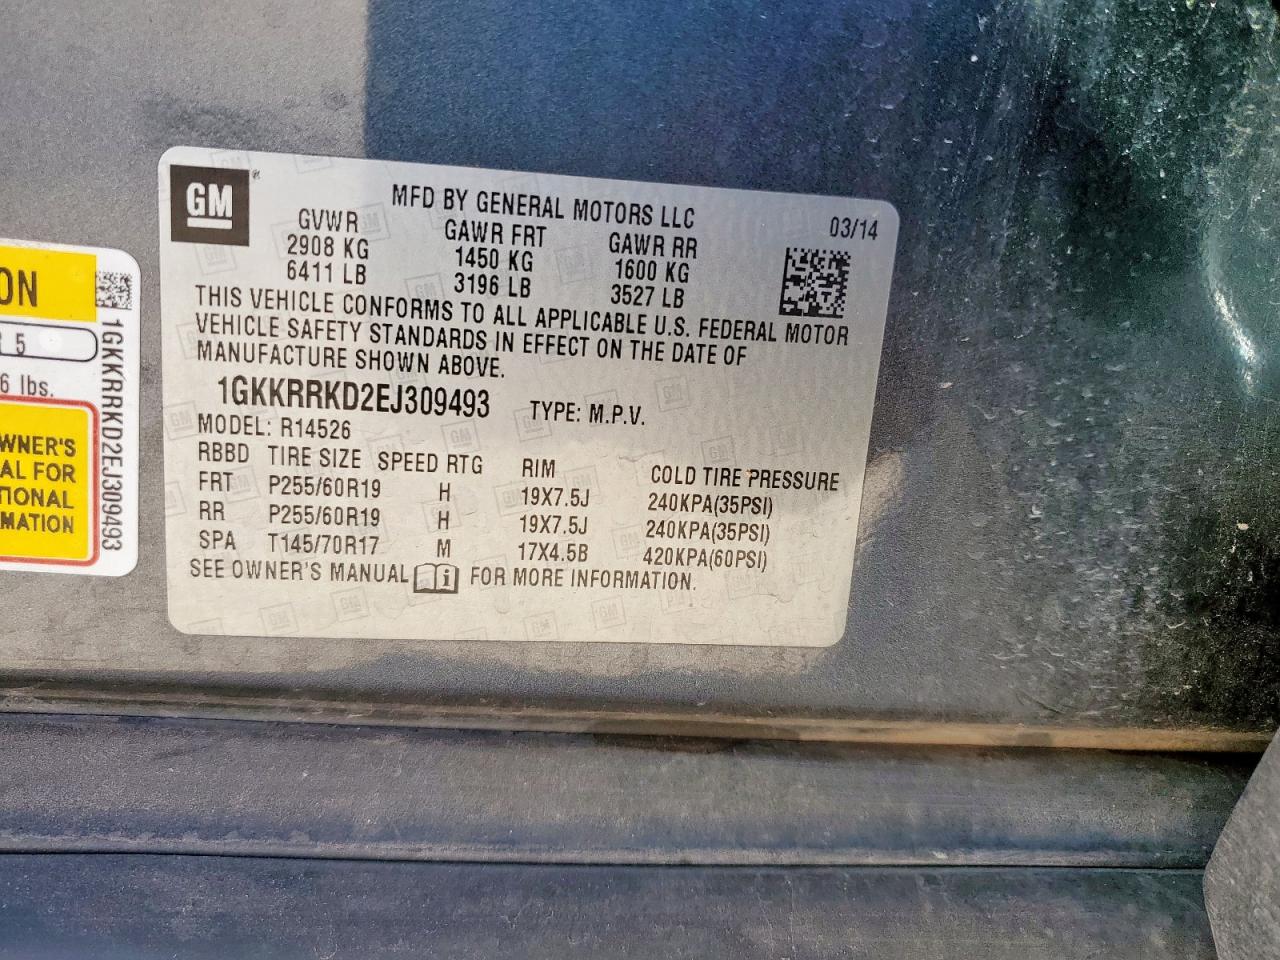 GM®
MFD BY GENERAL MOTORS LLC
03/14
GVWR GAWR FRT GAWR RR
2908 KG 1450 KG 1600 KG
6411 LB 3196 LB 3527 LB
THIS VEHICLE CONFORMS TO ALL APPLICABLE U.S. FEDERAL MOTOR
VEHICLE SAFETY STANDARDS IN EFFECT ON THE DATE OF
MANUFACTURE SHOWN ABOVE.
1GKKRRKD2EJ309493 TYPE: M.P.V.
MODEL: R14526
RBBD TIRE SIZE SPEED RTG RIM COLD TIRE PRESSURE
FRT P255/60R19 H 19X7.5J 240KPA(35PSI)
RR P255/60R19 H 19X7.5J 240KPA(35PSI)
SPA T145/70R17 M 17X4.5B 420KPA(60PSI)
SEE OWNER'S MANUAL FOR MORE INFORMATION.
ON
R 5
6 lbs.
WNER'S
AL FOR
TIONAL
MATION
1GKKRRKD2EJ309493